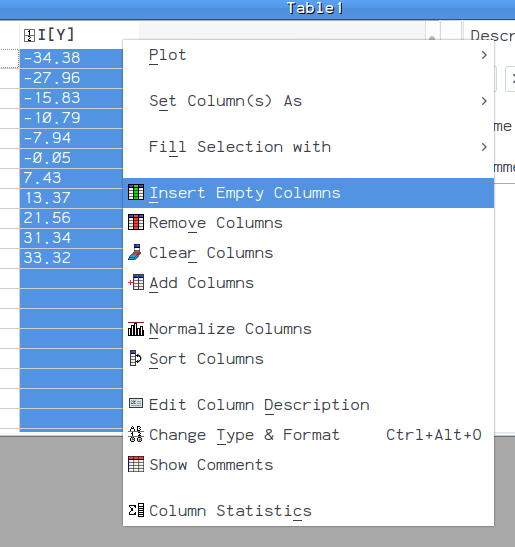 Table1
I[Y]
Descr
-34.38
-27.96
-15.83
-10.79
-7.94
-0.05
7.43
13.37
21.56
31.34
33.32
Plot
Set Column(s) As
me
Fill Selection with
mme
Insert Empty Columns
Remove Columns
Clear Columns
Add Columns
Normalize Columns
Sort Columns
Edit Column Description
Change Type & Format Ctrl+Alt+O
Show Comments
Column Statistics